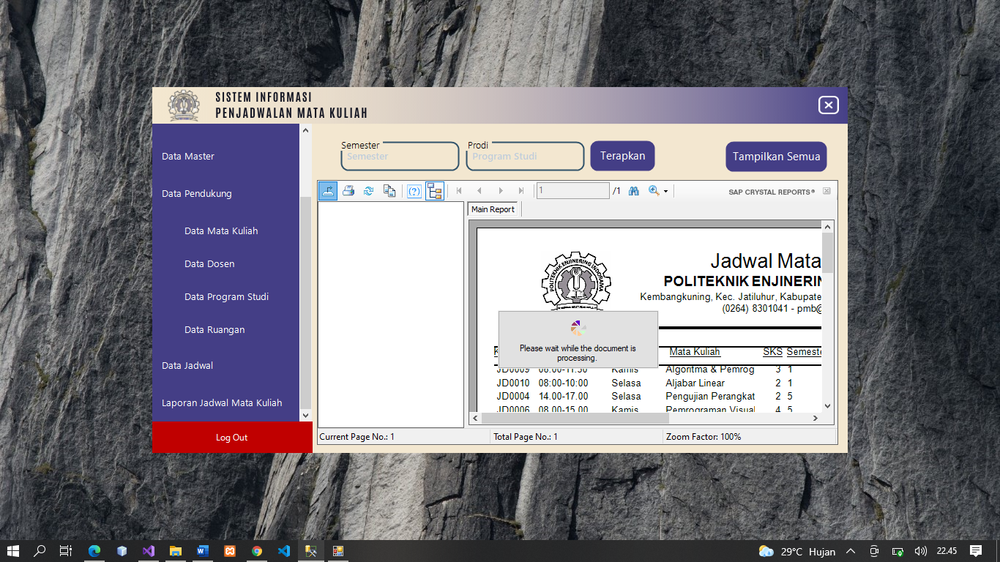 SISTEM INFORMASI
PENJADWALAN MATA KULIAH
Data Master
Data Pendukung
Data Mata Kuliah
Data Dosen
Data Program Studi
Data Ruangan
Data Jadwal
Laporan Jadwal Mata Kuliah
Log Out
Semester
Semester
Prodi
Program Studi
Terapkan
Tampilkan Semua
1 /1
SAP CRYSTAL REPORTS®
Main Report
POLITEKNIK ENJINERING INDORAMA
Jadwal Mata
POLITEKNIK ENJINERIN
Kembangkuning, Kec. Jatiluhur, Kabupate
(0264) 8301041 - pmb@
Please wait while the document is
processing.
K Mata Kuliah SKS Semeste
JD0009 08:00-11:30 Kamis Algoritma & Pemrog 3 1
JD0010 08:00-10:00 Selasa Aljabar Linear 2 1
JD0004 14.00-17.00 Selasa Pengujian Perangkat 2 5
JD0006 08.00-15.00 Kamis Pemrograman Visual 4 5
Current Page No.: 1 Total Page No.: 1 Zoom Factor: 100%
29°C Hujan 22.45